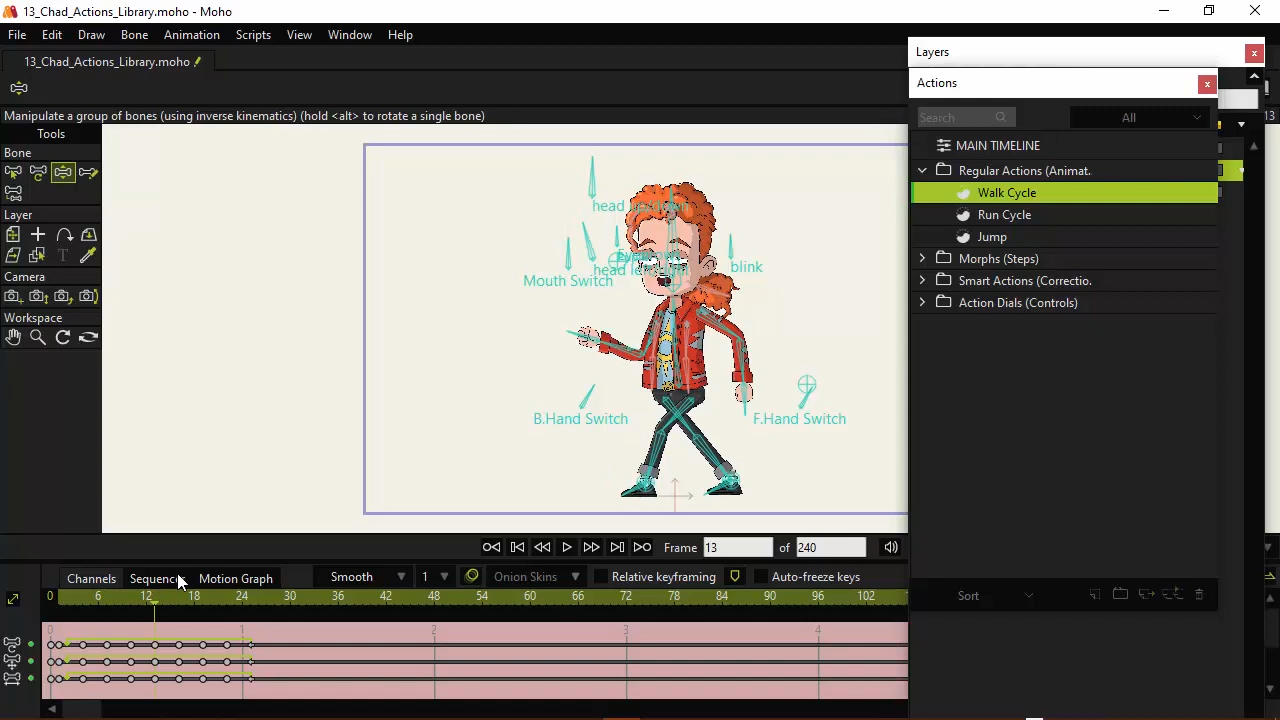 13_Chad_Actions_Library.moho - Moho
File Edit Draw Bone Animation Scripts View Window Help
13_Chad_Actions_Library.moho
Manipulate a group of bones (using inverse kinematics) (hold <alt> to rotate a single bone)
13
Tools
Bone
Layer
T
Camera
Workspace
Layers
Actions
Search
All
MAIN TIMELINE
Regular Actions (Animat.
Walk Cycle
Run Cycle
Jump
Morphs (Steps)
Smart Actions (Correctio.
Action Dials (Controls)
Sort
blink
Mouth Switch
B.Hand Switch
F.Hand Switch
Frame 13 of 240
Channels Sequence Motion Graph Smooth 1 Onion Skins Relative keyframing Auto-freeze keys
0 6 12 18 24 30 36 42 48 54 60 66 72 78 84 90 96 102
0 1 2 3 4